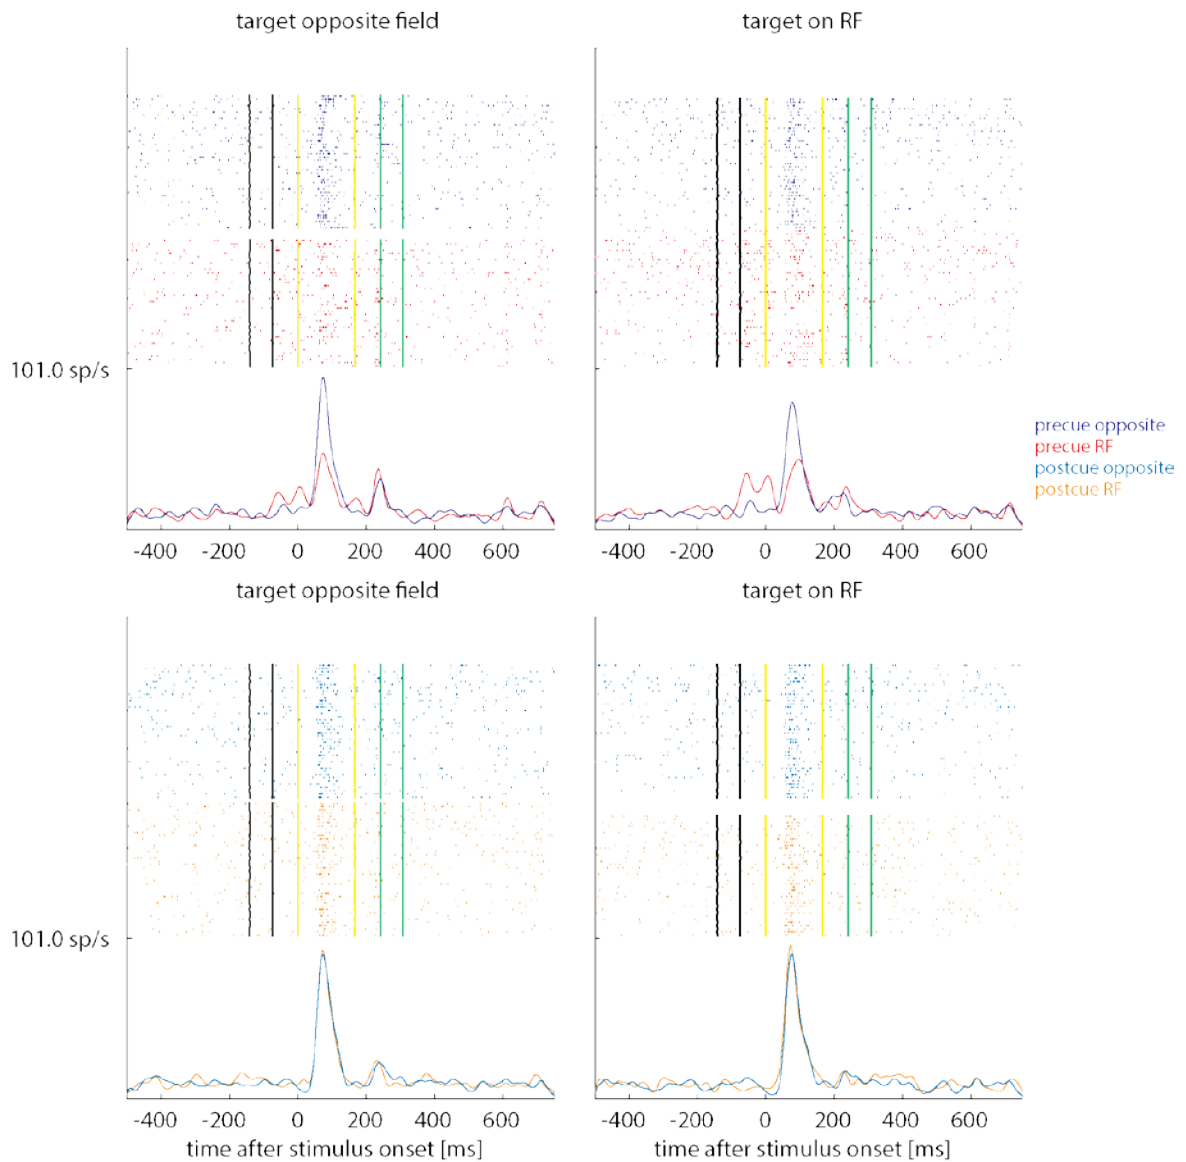 target opposite field
target on RF
101.0 sp/s
precue opposite
precue RF
postcue opposite
postcue RF
-400 -200 0 200 400 600
-400 -200 0 200 400 600
target opposite field
target on RF
101.0 sp/s
-400 -200 0 200 400 600
-400 -200 0 200 400 600
time after stimulus onset [ms]
time after stimulus onset [ms]